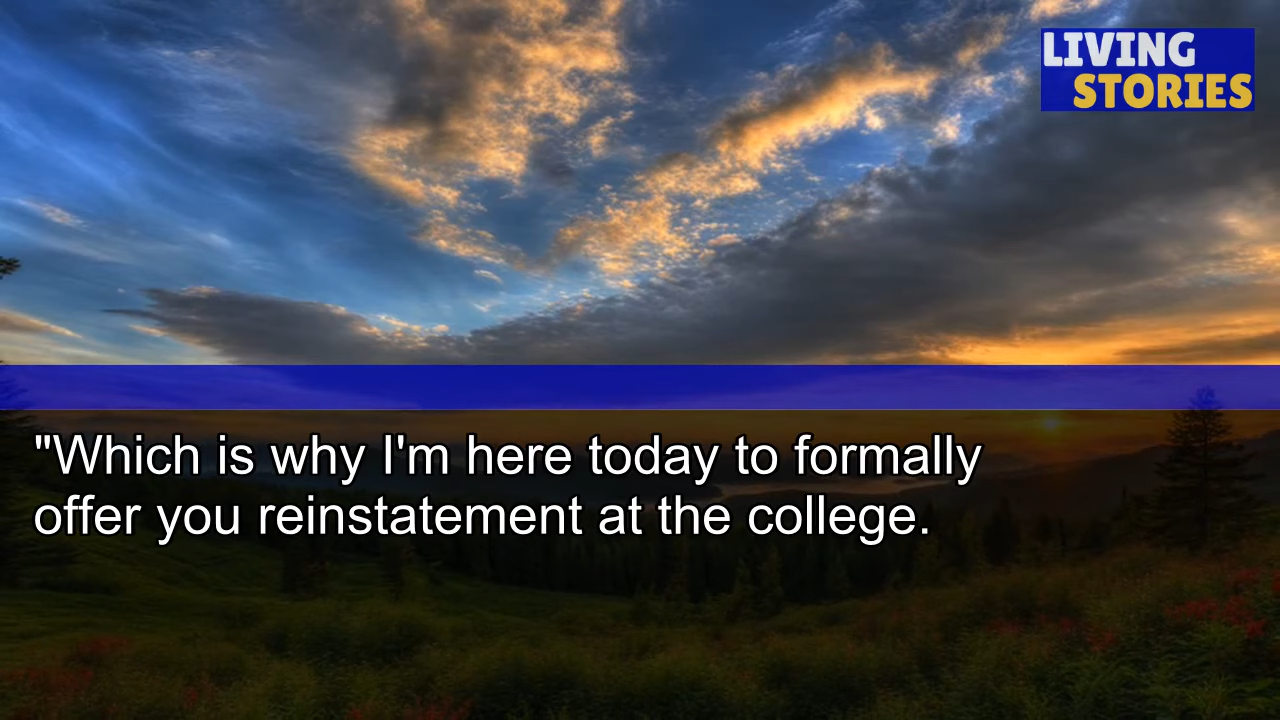 LIVING
STORIES
"Which is why I'm here today to formally
offer you reinstatement at the college.